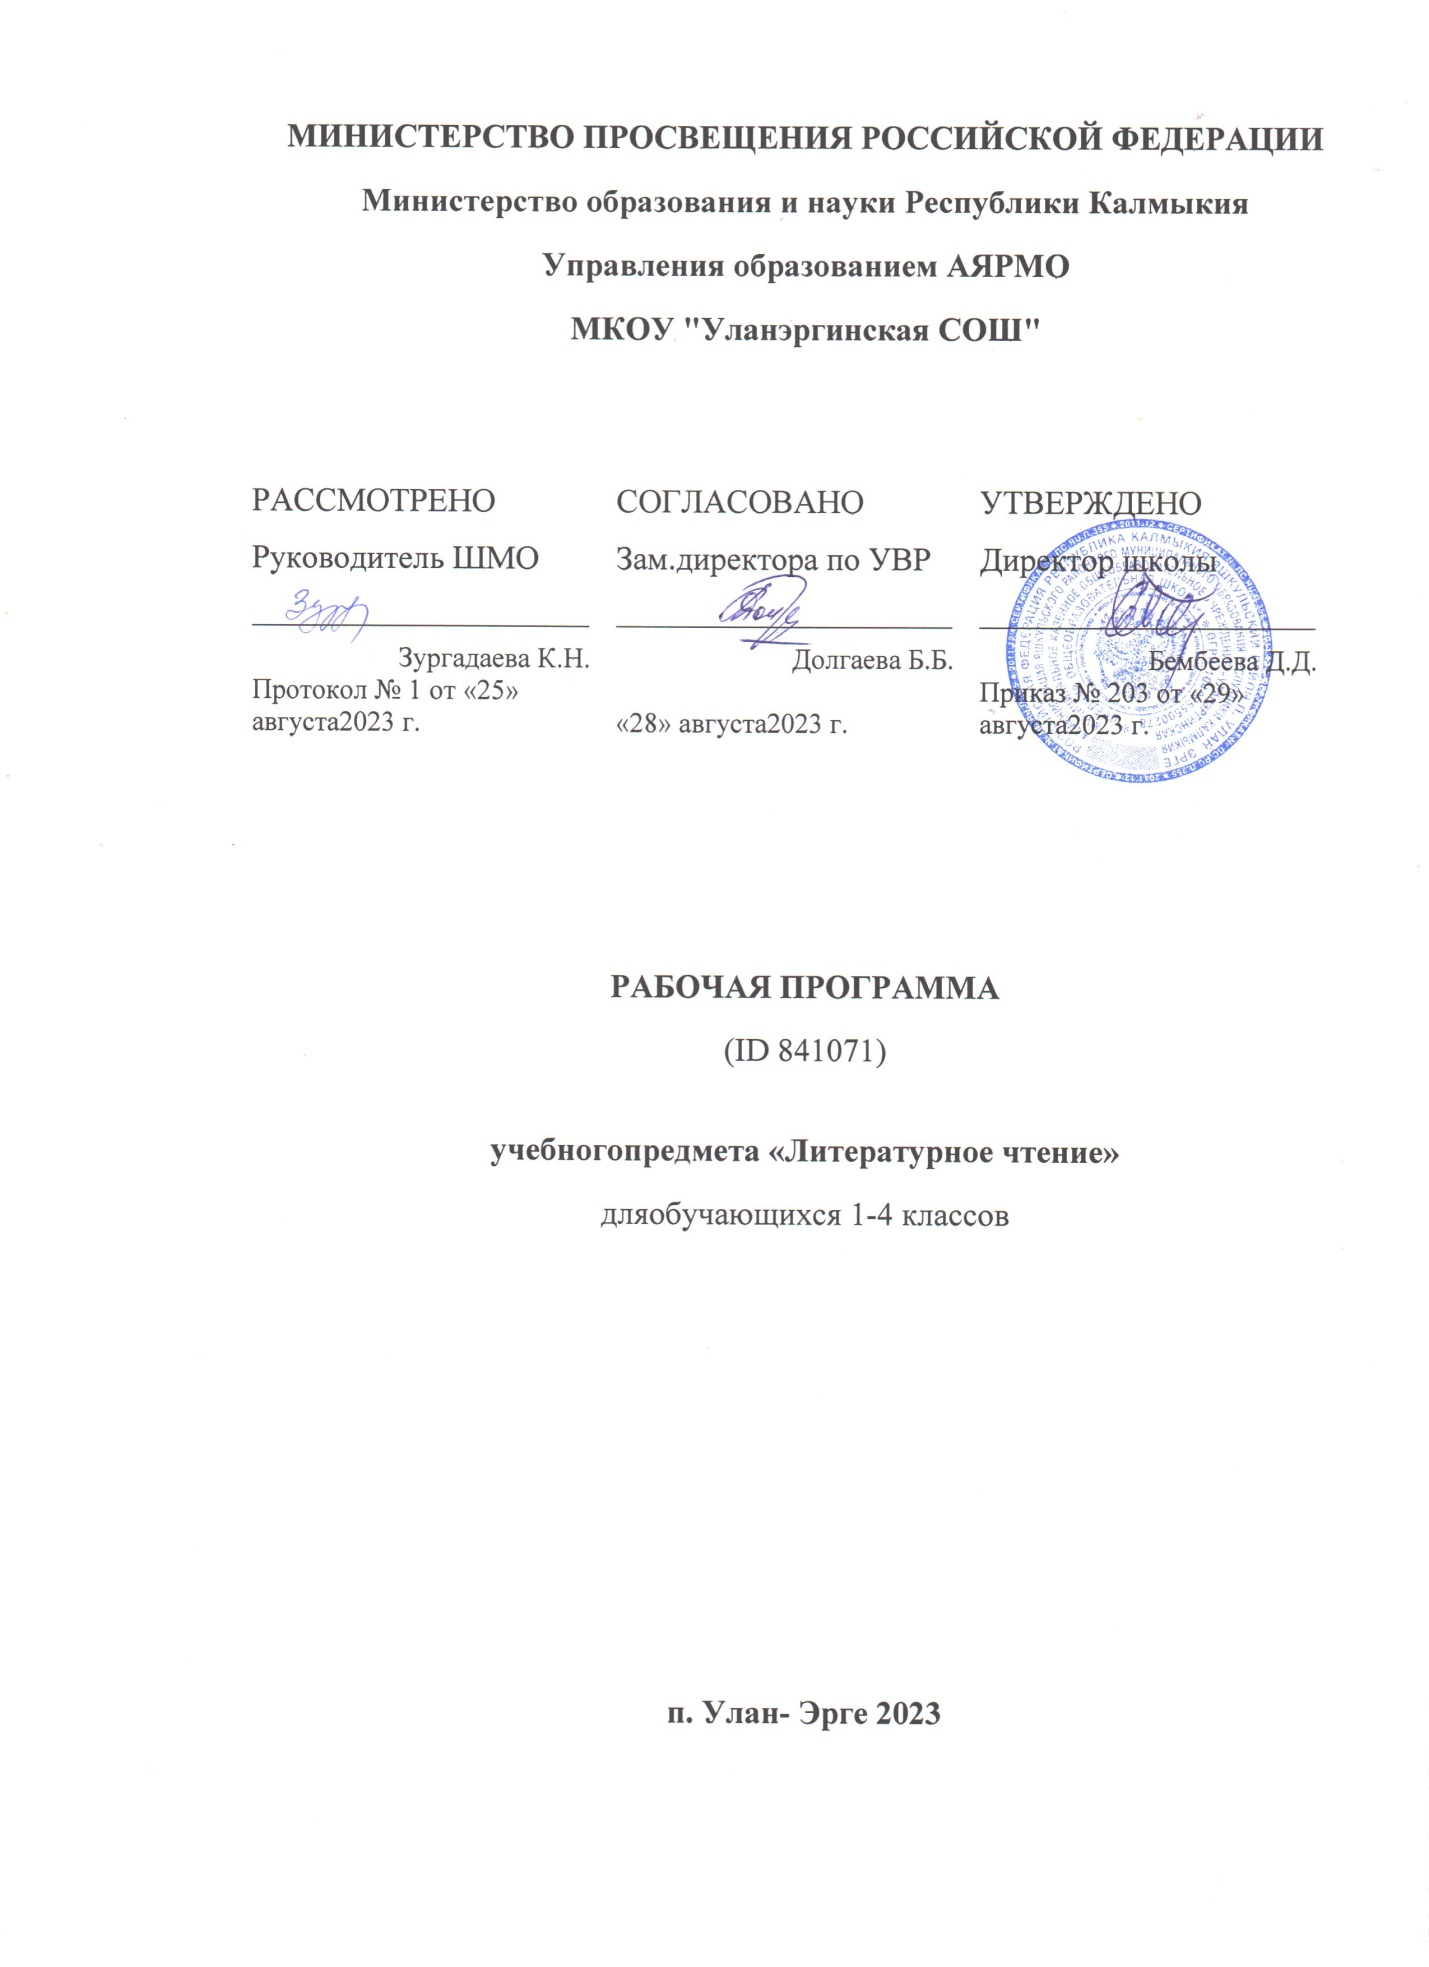 МИНИСТЕРСТВО ПРОСВЕЩЕНИЯ РОССИЙСКОЙ ФЕДЕРАЦИИ
Министерство образования и науки Республики Калмыкия
Управления образованием АЯРМО
МКОУ "Уланэргинская СОШ"
РАССМОТРЕНО
Руководитель ШМО
Зургадаева К.Н.
Протокол № 1 от «25»
августа2023 г.
СОГЛАСОВАНО
Зам.директора по УВР
Долгаева Б.Б.
«28» августа2023 г.
УТВЕРЖДЕНО
Директор школы
Бембеева Д.Д.
Приказ № 203 от «29»
августа2023 г.
РАБОЧАЯ ПРОГРАММА
(ID 841071)
учебногопредмета «Литературное чтение»
дляобучающихся 1-4 классов
п. Улан- Эрге 2023